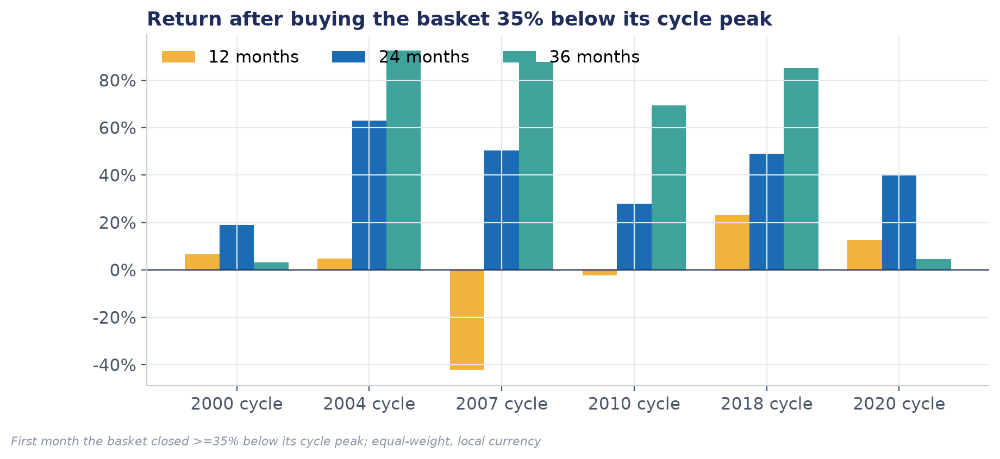 Return after buying the basket 35% below its cycle peak
12 months 24 months 36 months
80%
60%
40%
20%
0%
-20%
-40%
2000 cycle 2004 cycle 2007 cycle 2010 cycle 2018 cycle 2020 cycle
First month the basket closed >=35% below its cycle peak; equal-weight, local currency